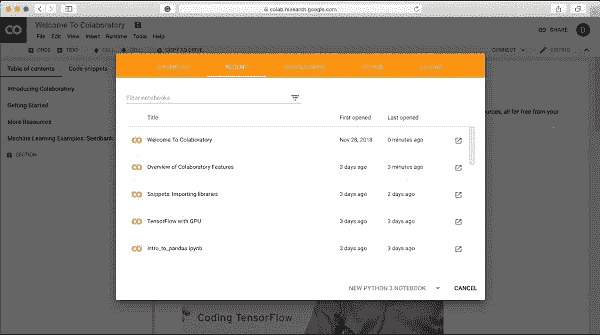 colab.research.google.com
Welcome To Colaboratory
File Edit View Insert Runtime Tools Help
SHARE
D
CODE TEXT CELL CELL COPY TO DRIVE
CONNECT EDITING
Table of contents Code snippets
Introducing Colaboratory
Getting Started
More Resources
Machine Learning Examples: Seedbank
SECTION
EXAMPLES RECENT GOOGLE DRIVE GITHUB UPLOAD
Filter notebooks
Title First opened Last opened
Welcome To Colaboratory Nov 28, 2018 0 minutes ago
Overview of Colaboratory Features 3 days ago 3 minutes ago
Snippets: Importing libraries 3 days ago 2 days ago
TensorFlow with GPU 3 days ago 3 days ago
intro_to_pandas.ipynb 3 days ago 3 days ago
NEW PYTHON 3 NOTEBOOK CANCEL
urces, all for free from your
Coding TensorFlow